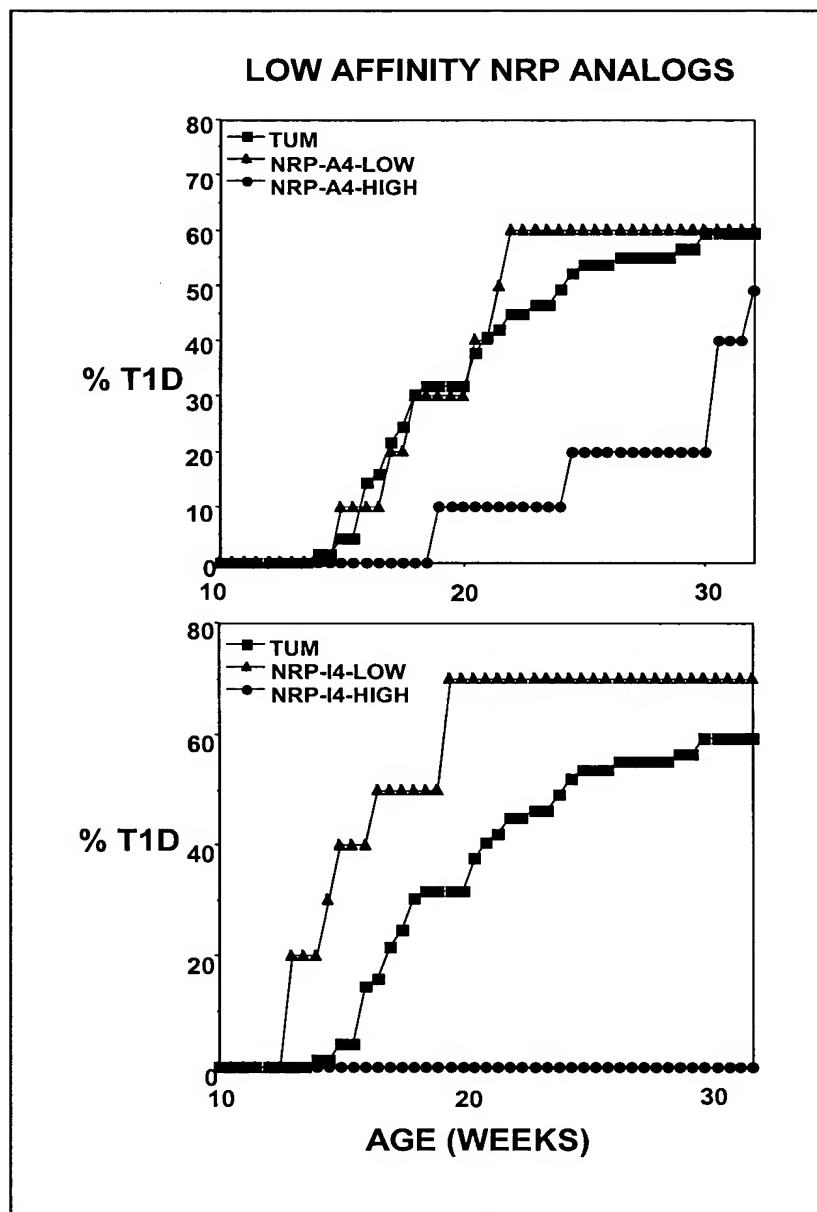 LOW AFFINITY NRP ANALOGS
80
70
60
50
40
30
20
10
0
TUM
NRP-A4-LOW
NRP-A4-HIGH
% T1D
10
20
30
80
60
40
20
0
TUM
NRP-I4-LOW
NRP-I4-HIGH
% T1D
10
20
30
AGE (WEEKS)